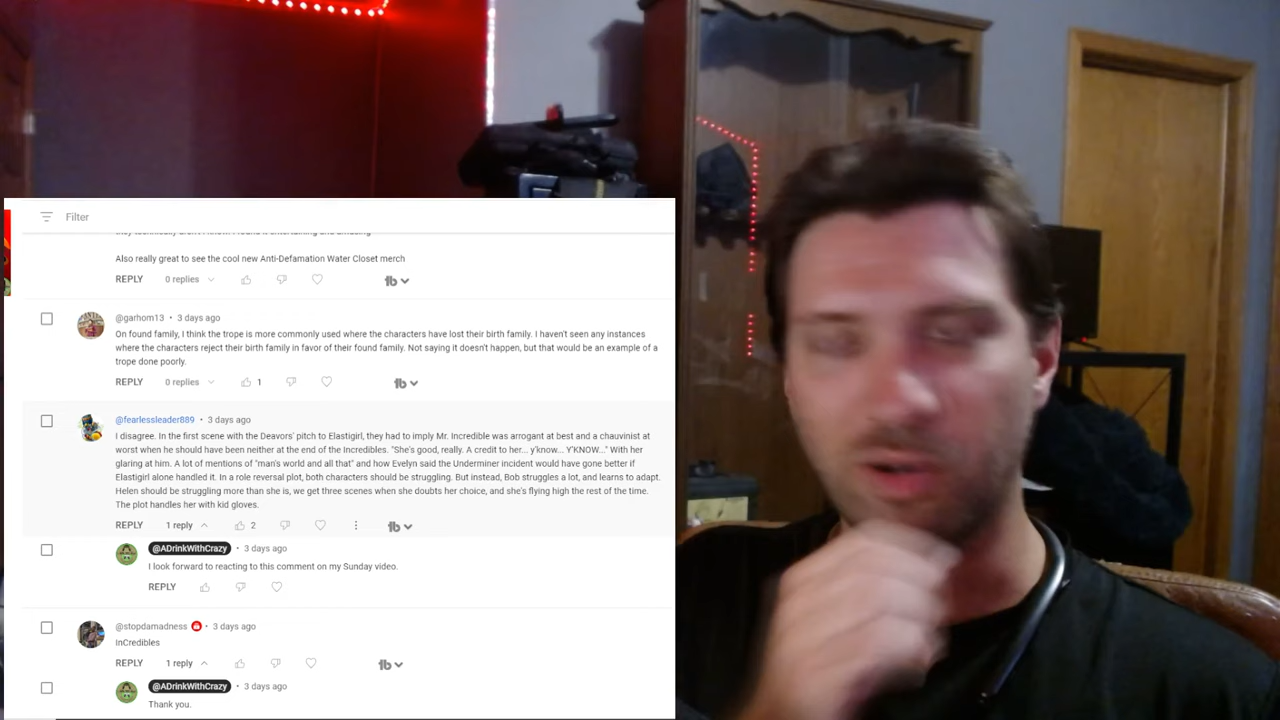 Filter
Also really great to see the cool new Anti-Defamation Water Closet merch
REPLY 0 replies
@garhom13 • 3 days ago
On found family, I think the trope is more commonly used where the characters have lost their birth family. I haven't seen any instances
where the characters reject their birth family in favor of their found family. Not saying it doesn't happen, but that would be an example of a
trope done poorly.
REPLY 0 replies 1
@fearlessleader889 • 3 days ago
I disagree. In the first scene with the Deavors' pitch to Elastigirl, they had to imply Mr. Incredible was arrogant at best and a chauvinist at
worst when he should have been neither at the end of the Incredibles. "She's good, really. A credit to her... y'know... Y'KNOW..." With her
glaring at him. A lot of mentions of "man's world and all that" and how Evelyn said the Underminer incident would have gone better if
Elastigirl alone handled it. In a role reversal plot, both characters should be struggling. But instead, Bob struggles a lot, and learns to adapt.
Helen should be struggling more than she is, we get three scenes when she doubts her choice, and she's flying high the rest of the time.
The plot handles her with kid gloves.
REPLY 1 reply 2
@ADrinkWithCrazy • 3 days ago
I look forward to reacting to this comment on my Sunday video.
REPLY
@stopdamadness • 3 days ago
InCredibles
REPLY 1 reply
@ADrinkWithCrazy • 3 days ago
Thank you.